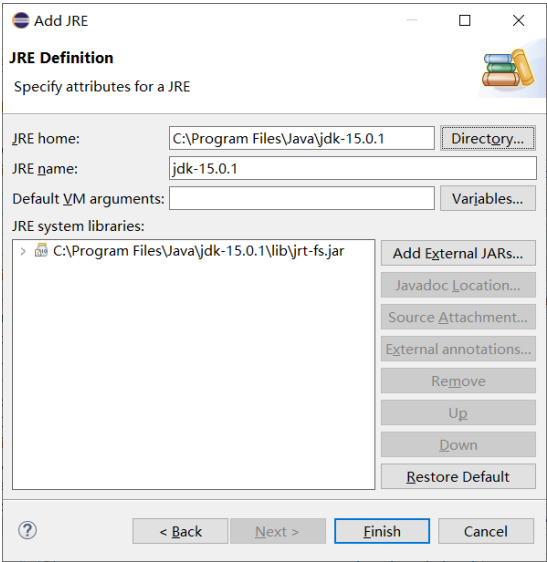 Add JRE
JRE Definition
Specify attributes for a JRE
JRE home:
C:\Program Files\Java\jdk-15.0.1
Directory...
JRE name:
jdk-15.0.1
Default VM arguments:
Variables...
JRE system libraries:
C:\Program Files\Java\jdk-15.0.1\lib\jrt-fs.jar
Add External JARs...
Javadoc Location...
Source Attachment...
External annotations...
Remove
Up
Down
Restore Default
?
< Back
Next >
Finish
Cancel